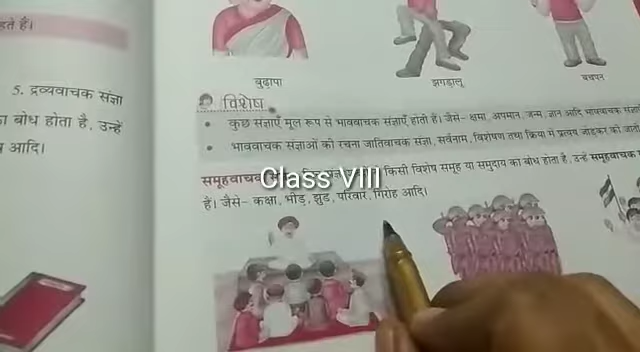 हते हैं।
5. द्रव्यवाचक संज्ञा
ा बोध होता है, उन्हें
आदि।
बुढ़ापा
झगड़ालू
बचपन
विशेष
कुछ संज्ञाएँ मूल रूप से भाववाचक संज्ञाएँ होती हैं। जैसे- क्षमा, अपमान, जन्म, ज्ञान आदि भाववाचक संज्ञाएँ
भाववाचक संज्ञाओं की रचना जातिवाचक संज्ञा, सर्वनाम, विशेषण तथा क्रिया में प्रत्यय जोड़कर की जाती
समूहवाचक किसी विशेष समूह या समुदाय का बोध होता है, उन्हें समूहवाचक
Class VIII
हैं। जैसे- कक्षा, भीड़, झुंड, परिवार, गिरोह आदि।